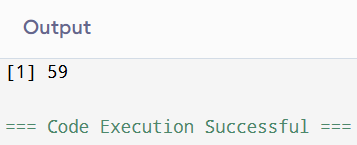 Output
[1] 59
=== Code Execution Successful ===